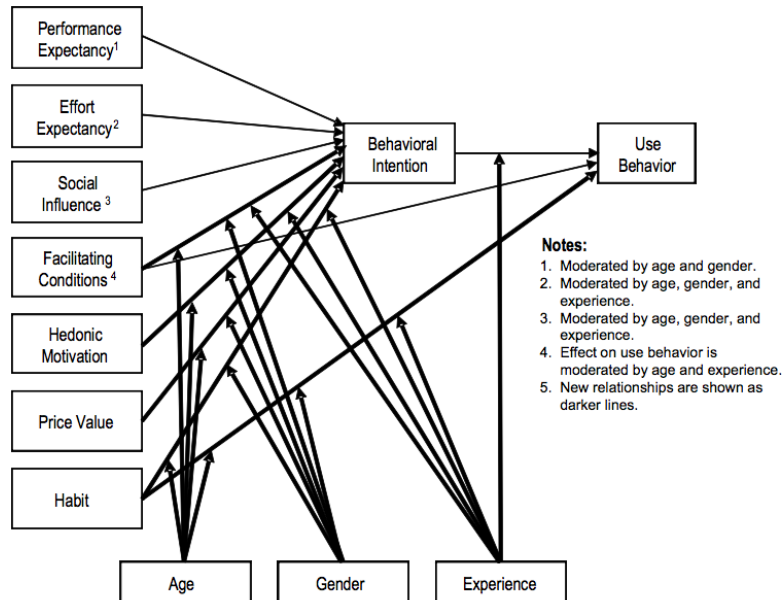 Performance
Expectancy¹
Effort
Expectancy²
Behavioral
Intention
Use
Behavior
Social
Influence ³
Facilitating
Conditions ⁴
Hedonic
Motivation
Price Value
Habit
Notes:
1. Moderated by age and gender.
2. Moderated by age, gender, and
experience.
3. Moderated by age, gender, and
experience.
4. Effect on use behavior is
moderated by age and experience.
5. New relationships are shown as
darker lines.
Age
Gender
Experience